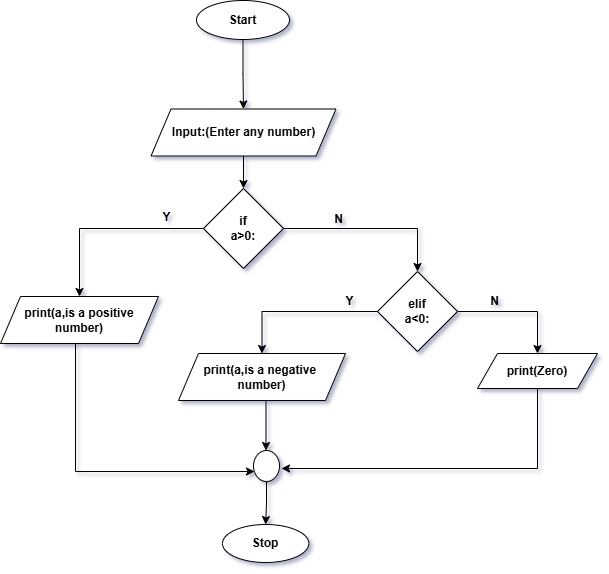 Start
Input:(Enter any number)
if
a>0:
Y
N
print(a,is a positive
number)
elif
a<0:
Y
N
print(a,is a negative
number)
print(Zero)
Stop